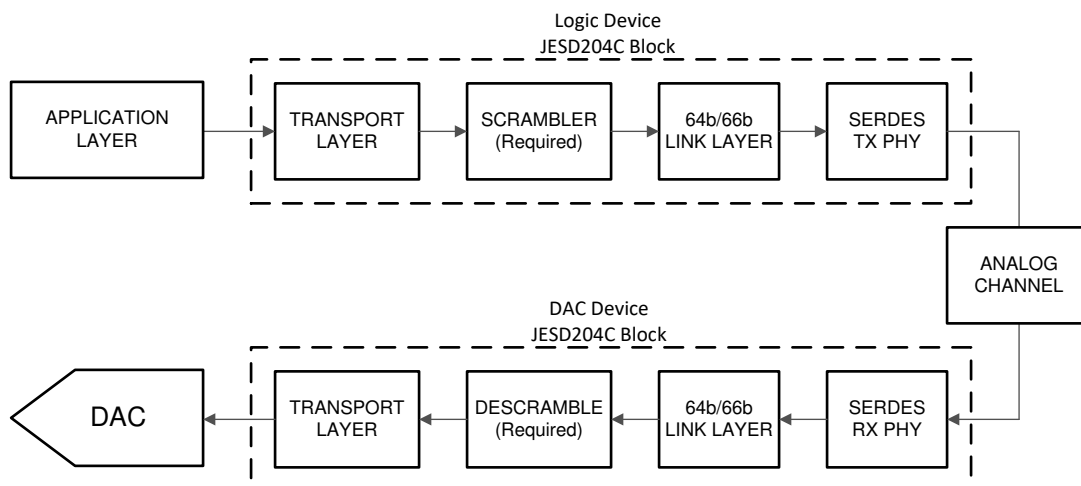 Logic Device
JESD204C Block
APPLICATION
LAYER
TRANSPORT
LAYER
SCRAMBLER
(Required)
64b/66b
LINK LAYER
SERDES
TX PHY
ANALOG
CHANNEL
DAC Device
JESD204C Block
DAC
TRANSPORT
LAYER
DESCRAMBLE
(Required)
64b/66b
LINK LAYER
SERDES
RX PHY